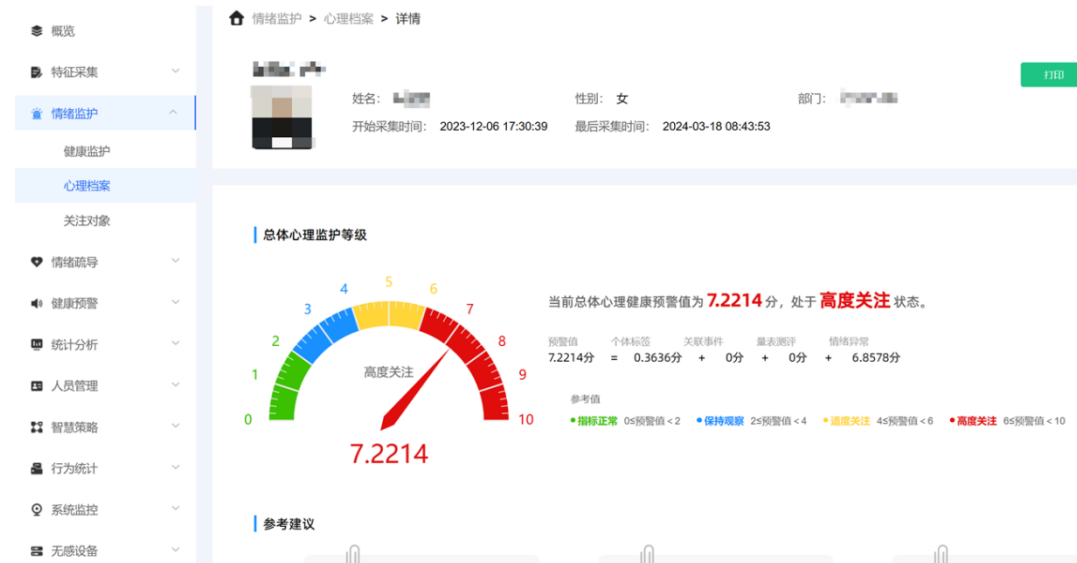 概览
特征采集
情绪监护
健康监护
心理档案
关注对象
情绪疏导
健康预警
统计分析
人员管理
智慧策略
行为统计
系统监控
无感设备
情绪监护 > 心理档案 > 详情
打印
姓名： 性别： 女 部门：
开始采集时间： 2023-12-06 17:30:39 最后采集时间： 2024-03-18 08:43:53
总体心理监护等级
0 1 2 3 4 5 6 7 8 9 10
高度关注
7.2214
当前总体心理健康预警值为 7.2214 分，处于 高度关注 状态。
预警值 个体标签 关联事件 量表测评 情绪异常
7.2214分 = 0.3636分 + 0分 + 0分 + 6.8578分
参考值
•指标正常 0≤预警值<2 •保持观察 2≤预警值<4 •适度关注 4≤预警值<6 •高度关注 6≤预警值<10
参考建议